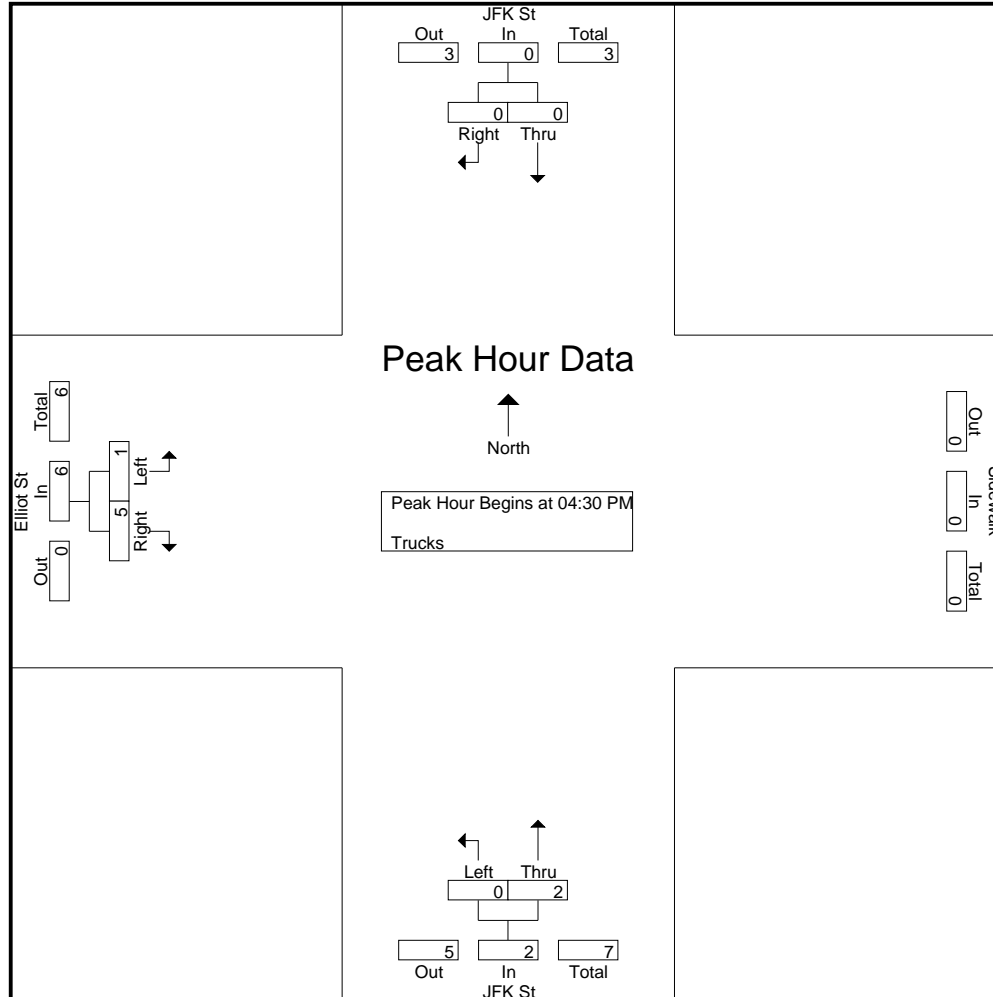 JFK St
Out In Total
3 0 3
0 0
Right Thru
Peak Hour Data
North
Peak Hour Begins at 04:30 PM
Trucks
Elliot St
Total In Out
6 6 0
1 5
Left Right
Out In Total
0 0 0
Left Thru
0 2
5 2 7
Out In Total
JFK St